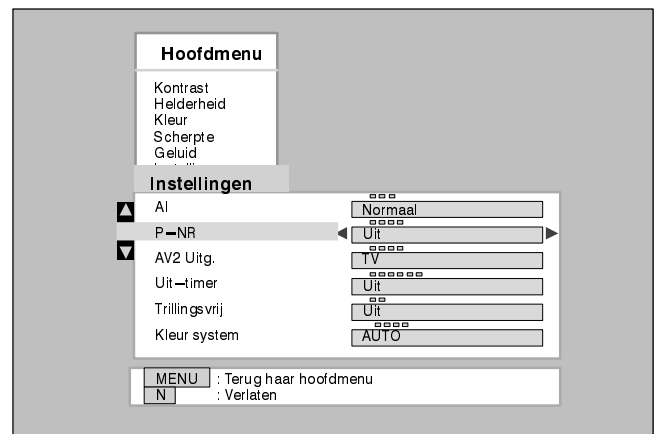 Hoofdmenu
Kontrast
Helderheid
Kleur
Scherpte
Geluid
Instellingen
AI Normaal
P-NR Uit
AV2 Uitg. TV
Uit-timer Uit
Trillingsvrij Uit
Kleur system AUTO
MENU : Terug haar hoofdmenu
N : Verlaten